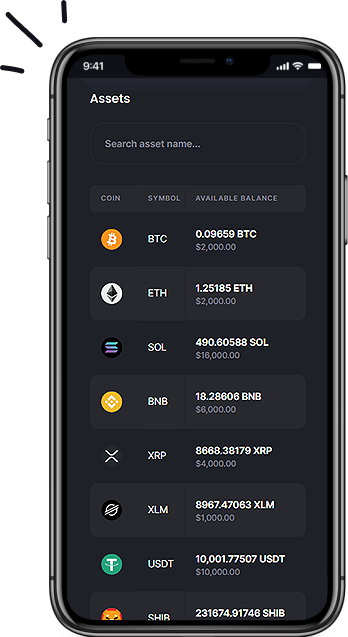 9:41
Assets
Search asset name...
COIN SYMBOL AVAILABLE BALANCE
BTC 0.09659 BTC
$2,000.00
ETH 1.25185 ETH
$2,000.00
SOL 490.60588 SOL
$16,000.00
BNB 18.28606 BNB
$6,000.00
XRP 8668.38179 XRP
$4,000.00
XLM 8967.47063 XLM
$1,000.00
USDT 10,001.77507 USDT
$10,000.00
SHIB 231674.91746 SHIB